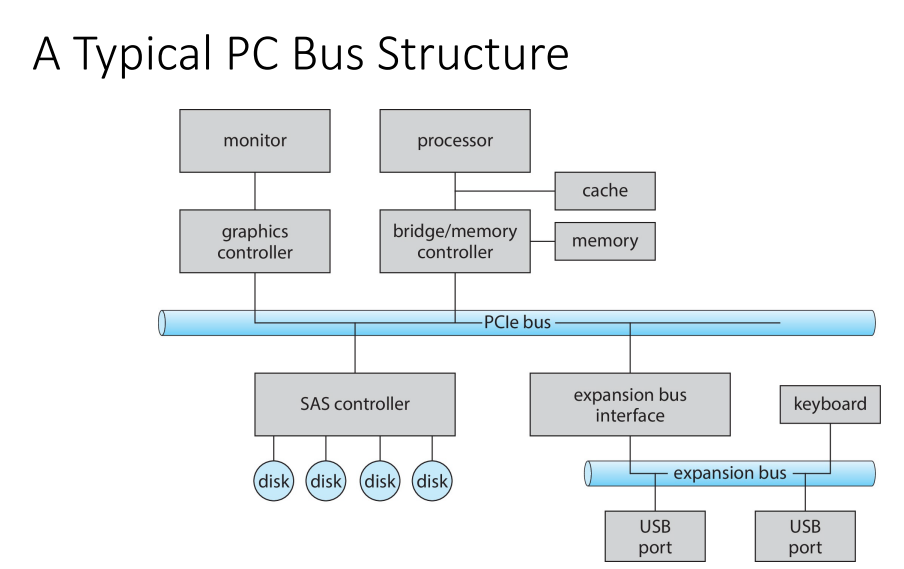 A Typical PC Bus Structure
monitor
processor
cache
graphics
controller
bridge/memory
controller
memory
PCIe bus
SAS controller
expansion bus
interface
keyboard
disk
disk
disk
disk
expansion bus
USB
port
USB
port